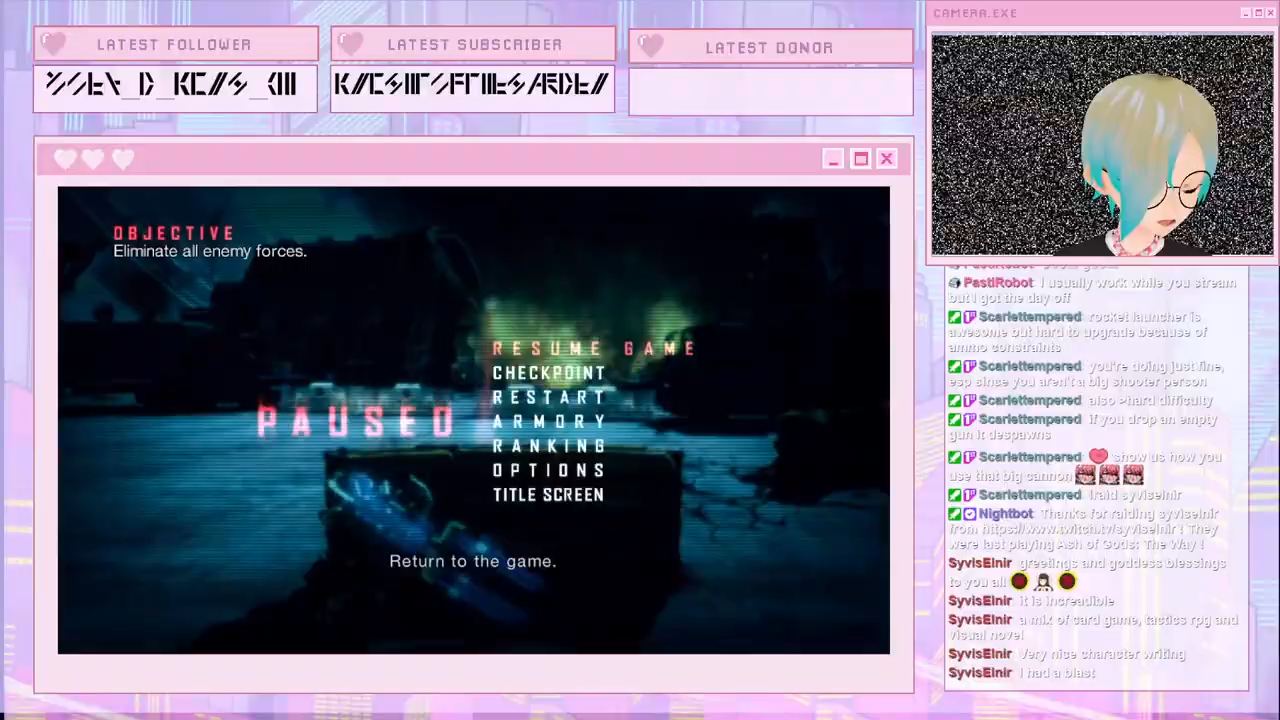 CAMERA.EXE
LATEST FOLLOWER
LATEST SUBSCRIBER
LATEST DONOR
OBJECTIVE
Eliminate all enemy forces.
PAUSED
RESUME GAME
CHECKPOINT
RESTART
ARMORY
RANKING
OPTIONS
TITLE SCREEN
Return to the game.
PastlRobot I usually work while you stream
but I got the day off
Scarlettempered rocket launcher is
awesome but hard to upgrade because of
ammo constraints
Scarlettempered you're doing just fine,
esp since you aren't a big shooter person
Scarlettempered also >hard difficulty
Scarlettempered if you drop an empty
gun it despawns
Scarlettempered show us how you
use that big cannon
Scarlettempered !raid syviselnir
Nightbot Thanks for raiding syviselnir
from https://www.twitch.tv/syviselnir ! They
were last playing Ash of Gods: The Way !
SyvisElnir greetings and goddess blessings
to you all
SyvisElnir it is increadible
SyvisElnir a mix of card game, tactics rpg and
visual novel
SyvisElnir Very nice character writing
SyvisElnir I had a blast